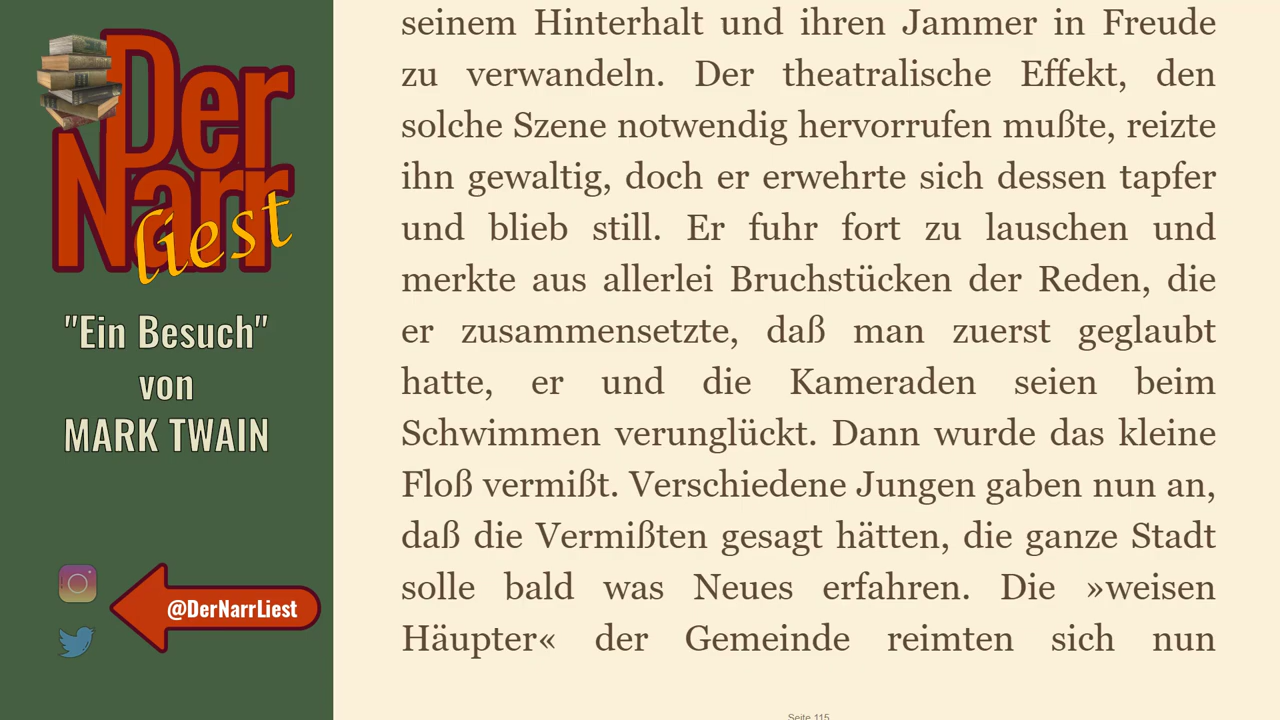 Der
Narr
liest
"Ein Besuch"
von
MARK TWAIN
@DerNarrLiest
seinem Hinterhalt und ihren Jammer in Freude
zu verwandeln. Der theatralische Effekt, den
solche Szene notwendig hervorrufen mußte, reizte
ihn gewaltig, doch er erwehrte sich dessen tapfer
und blieb still. Er fuhr fort zu lauschen und
merkte aus allerlei Bruchstücken der Reden, die
er zusammensetzte, daß man zuerst geglaubt
hatte, er und die Kameraden seien beim
Schwimmen verunglückt. Dann wurde das kleine
Floß vermißt. Verschiedene Jungen gaben nun an,
daß die Vermißten gesagt hätten, die ganze Stadt
solle bald was Neues erfahren. Die »weisen
Häupter« der Gemeinde reimten sich nun
Seite 115